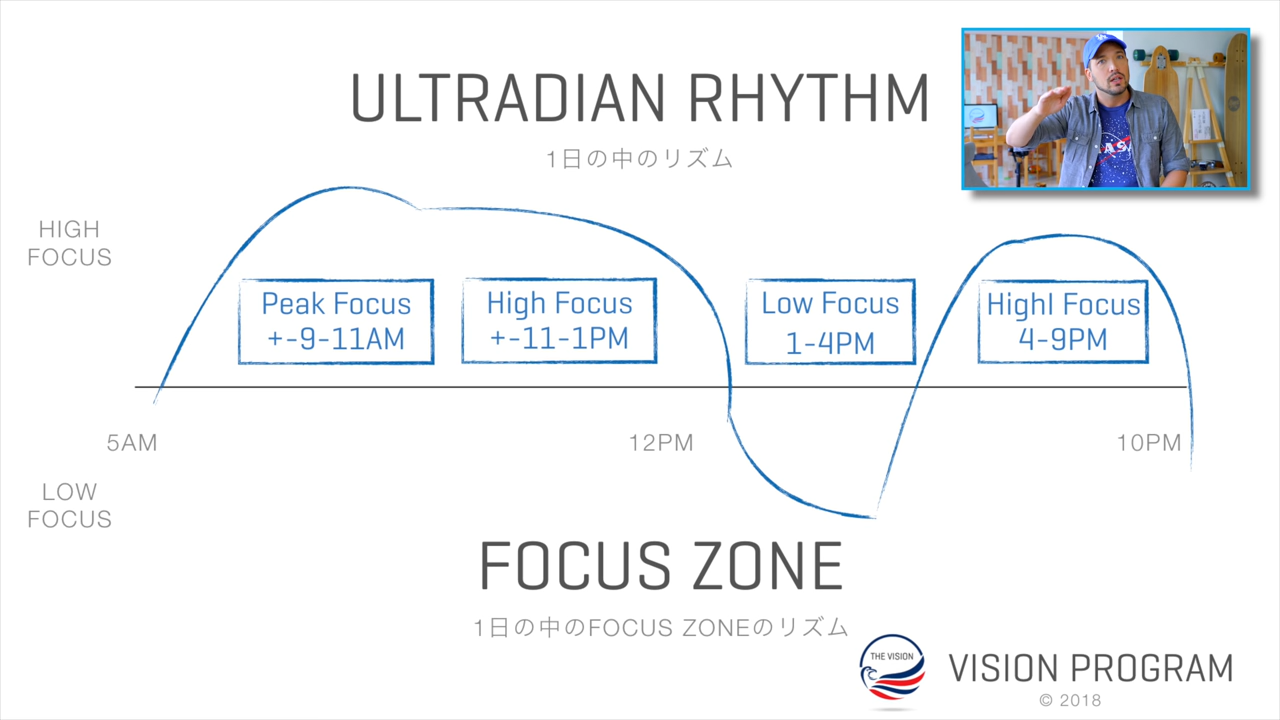 ULTRADIAN RHYTHM
1日の中のリズム
HIGH
FOCUS
Peak Focus
+-9-11AM
High Focus
+-11-1PM
Low Focus
1-4PM
Highl Focus
4-9PM
5AM
12PM
10PM
LOW
FOCUS
FOCUS ZONE
1日の中のFOCUS ZONEのリズム
THE VISION
VISION PROGRAM
© 2018
NASA